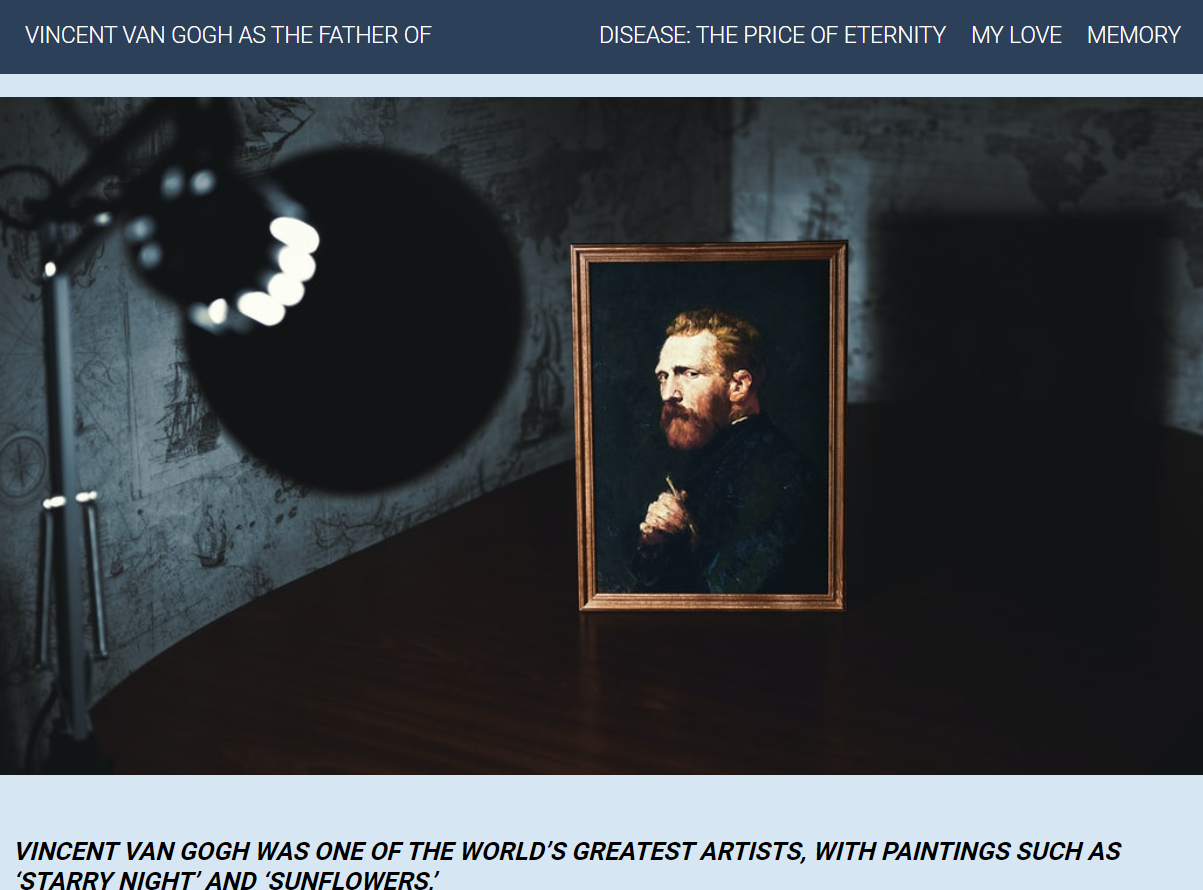 VINCENT VAN GOGH AS THE FATHER OF
DISEASE: THE PRICE OF ETERNITY
MY LOVE
MEMORY
VINCENT VAN GOGH WAS ONE OF THE WORLD’S GREATEST ARTISTS, WITH PAINTINGS SUCH AS
‘STARRY NIGHT’ AND ‘SUNFLOWERS.’